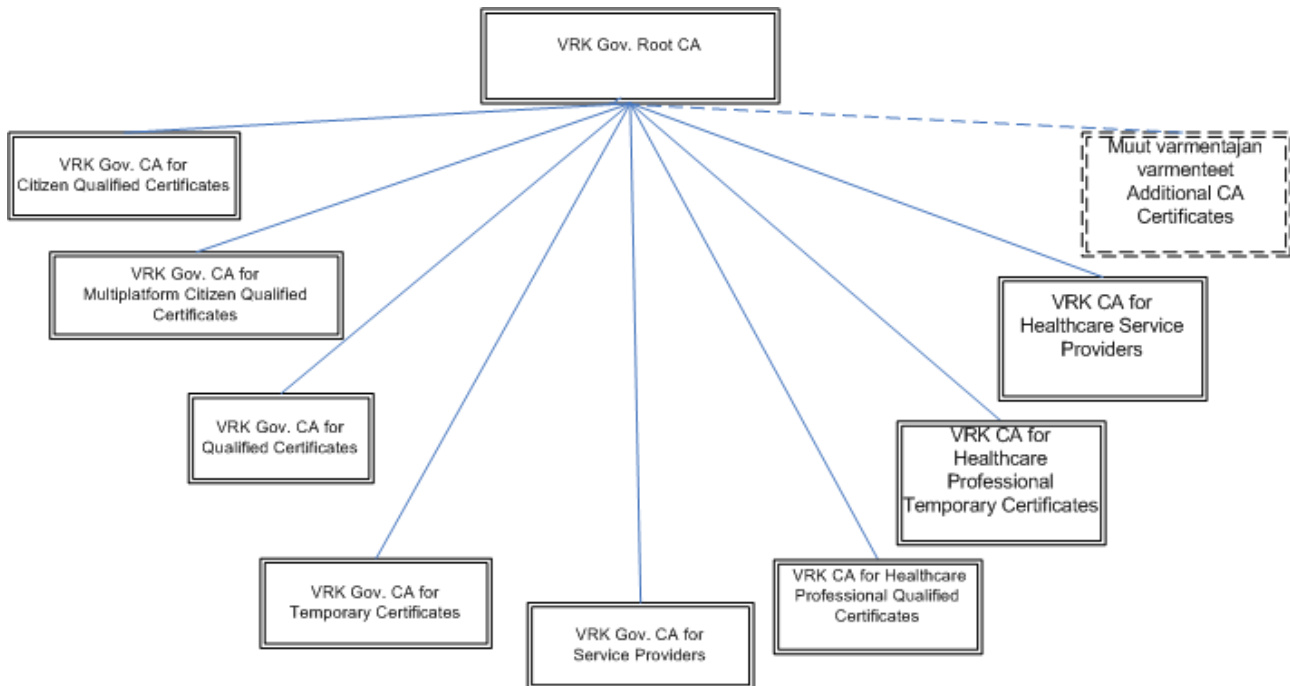 VRK Gov. Root CA
VRK Gov. CA for
Citizen Qualified Certificates
Muut varmentajan
varmenteet
Additional CA
Certificates
VRK Gov. CA for
Multiplatform Citizen Qualified
Certificates
VRK CA for
Healthcare Service
Providers
VRK Gov. CA for
Qualified Certificates
VRK CA for
Healthcare
Professional
Temporary Certificates
VRK Gov. CA for
Temporary Certificates
VRK CA for Healthcare
Professional Qualified
Certificates
VRK Gov. CA for
Service Providers